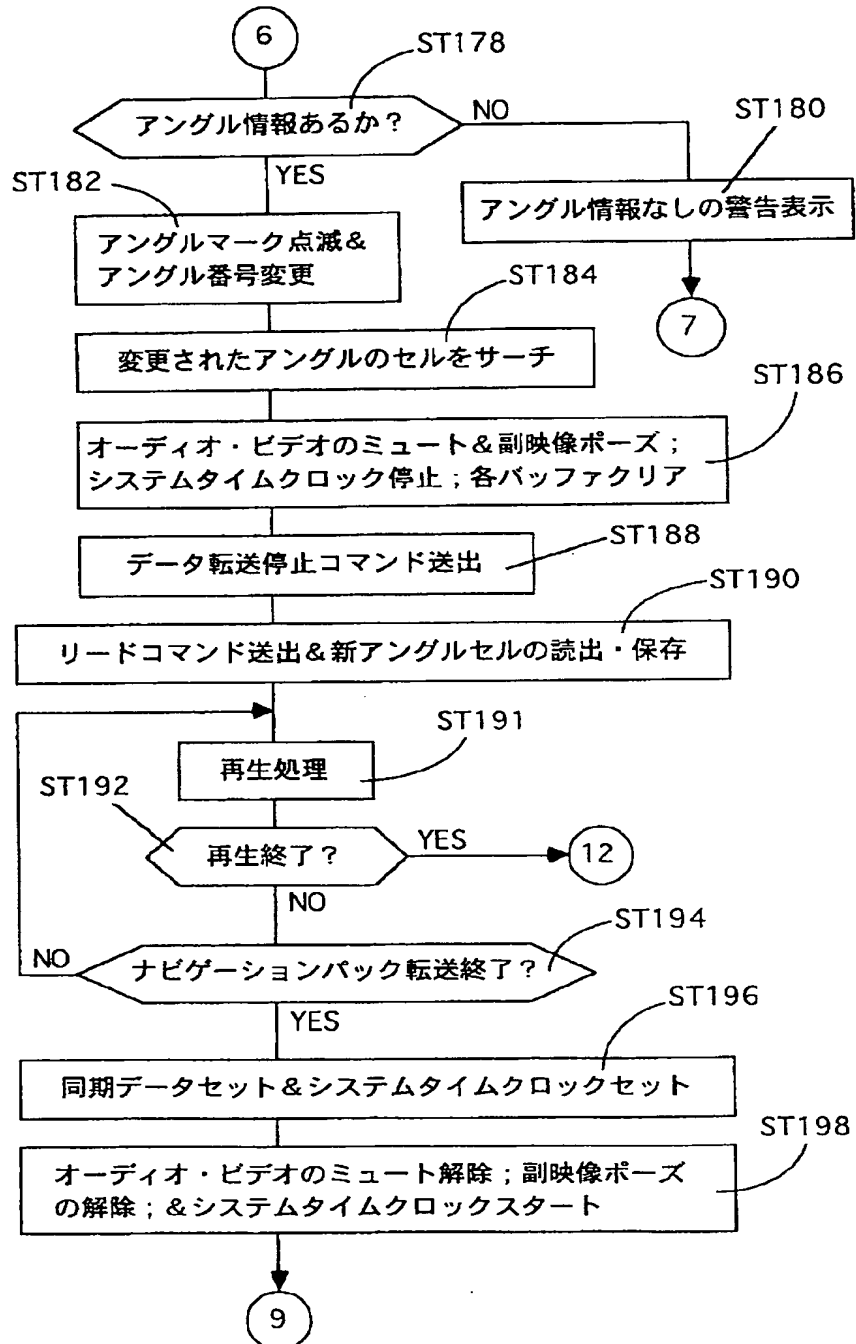 6
ST178
アングル情報あるか？
NO
ST180
YES
ST182
アングル情報なしの警告表示
アングルマーク点滅＆
アングル番号変更
ST184
7
変更されたアングルのセルをサーチ
ST186
オーディオ・ビデオのミュート＆副映像ポーズ；
システムタイムクロック停止；各バッファクリア
ST188
データ転送停止コマンド送出
ST190
リードコマンド送出＆新アングルセルの読出・保存
ST191
再生処理
ST192
再生終了？
YES
12
NO
ST194
NO
ナビゲーションパック転送終了？
ST196
YES
同期データセット＆システムタイムクロックセット
ST198
オーディオ・ビデオのミュート解除；副映像ポーズ
の解除；＆システムタイムクロックスタート
9